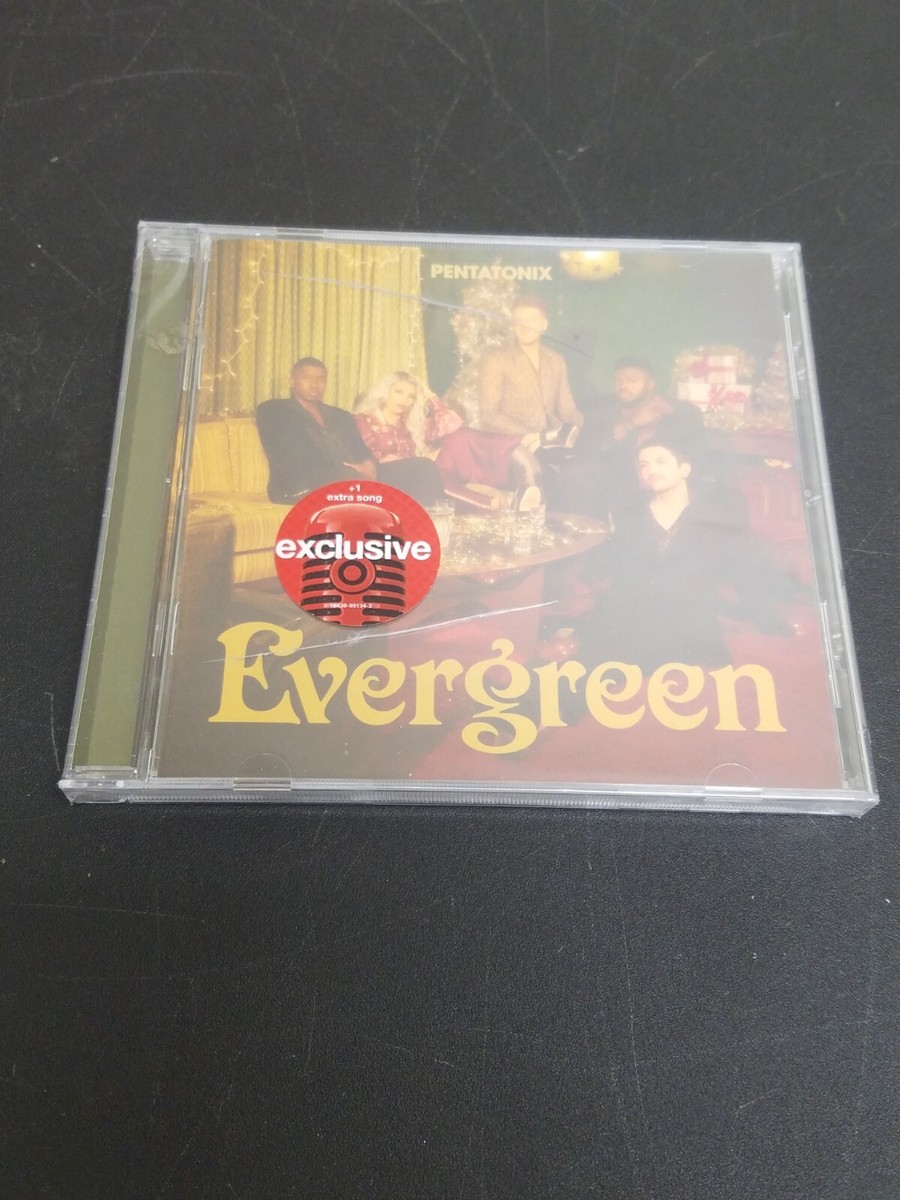 PENTATONIX
+1
extra song
exclusive
Evergreen